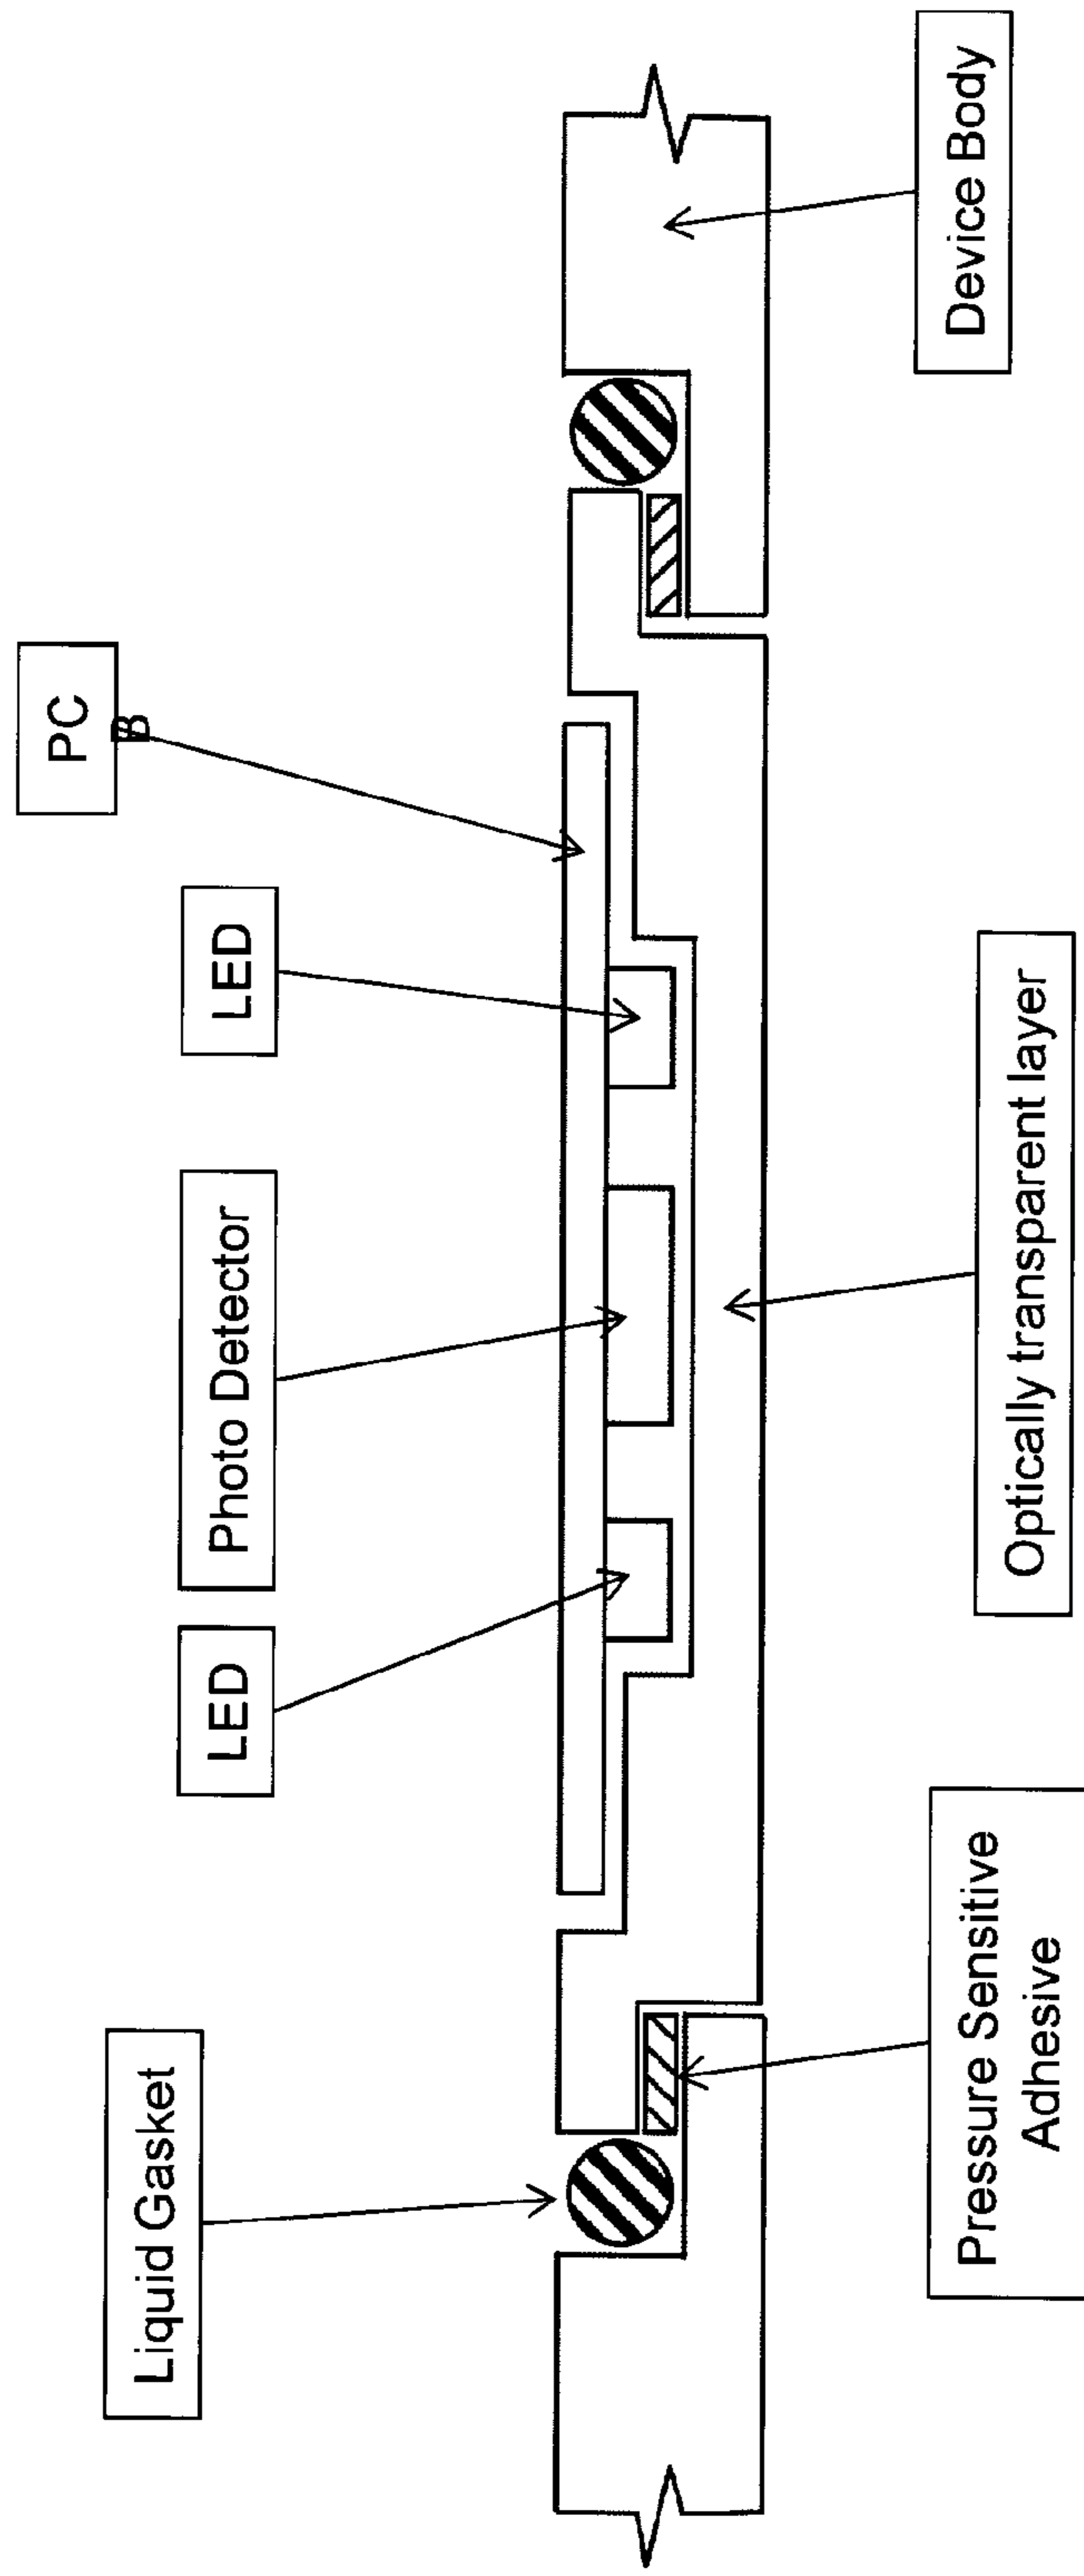 Liquid Gasket
LED
Photo Detector
LED
PC
B
Pressure Sensitive
Adhesive
Optically transparent layer
Device Body